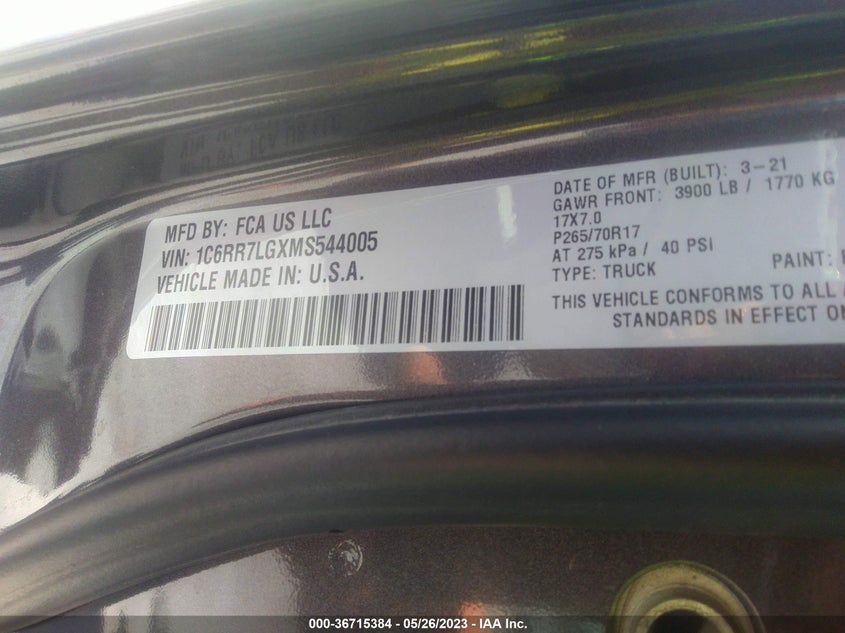 MFD BY: FCA US LLC
VIN: 1C6RR7LGXMS544005
VEHICLE MADE IN: U.S.A.
DATE OF MFR (BUILT): 3-21
GAWR FRONT: 3900 LB / 1770 KG
17X7.0
P265/70R17
AT 275 kPa / 40 PSI
TYPE: TRUCK
PAINT:
THIS VEHICLE CONFORMS TO ALL
STANDARDS IN EFFECT ON
000-36715384 - 05/26/2023 - IAA Inc.